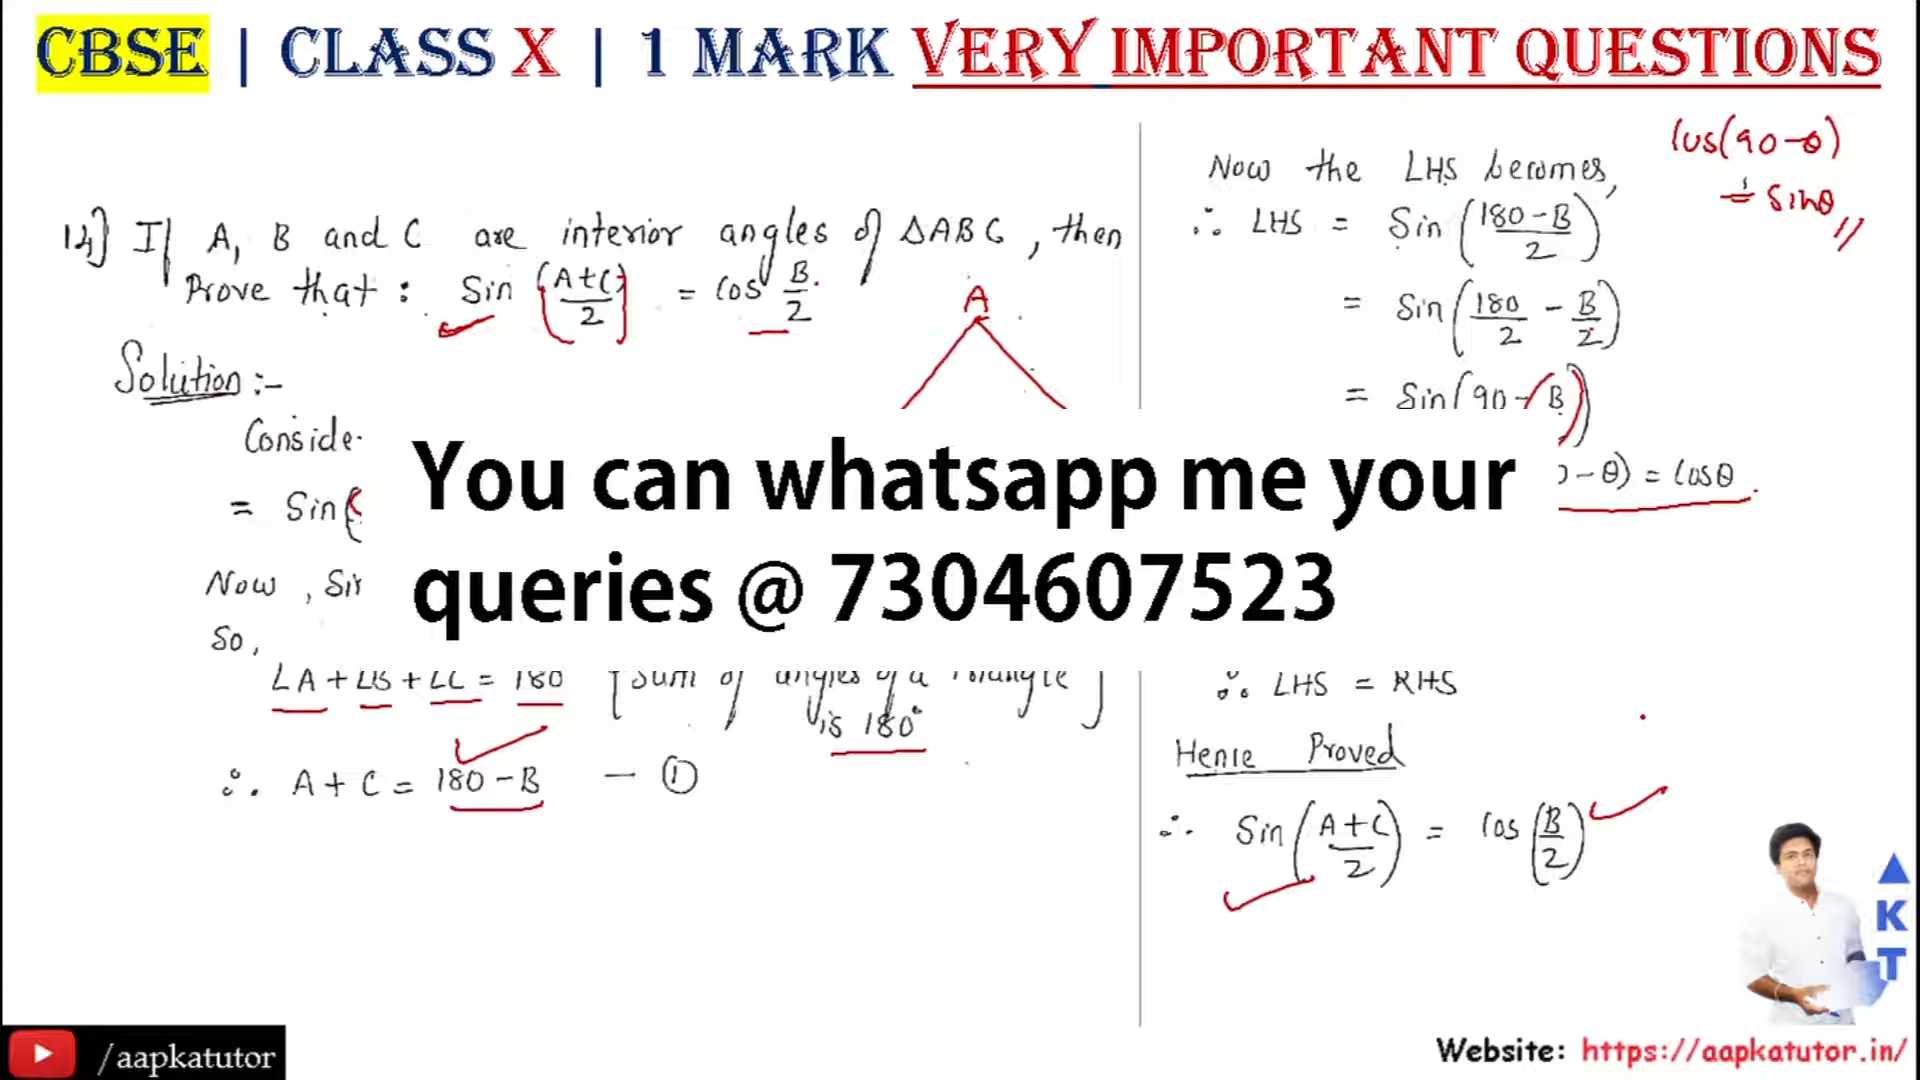 CBSE | CLASS X | 1 MARK VERY IMPORTANT QUESTIONS
14) If A, B and C are interior angles of ΔABC, then
Prove that : Sin (A+C/2) = cos B/2
A
Solution :-
Conside
= Sin(
Now , Sin
So,
∠A + ∠B + ∠C = 180 [Sum of angles of a triangle
is 180°]
∴ A + C = 180 - B — ①
Now the LHS becomes,
∴ LHS = Sin (180 - B/2)
= Sin (180/2 - B/2)
= Sin (90 - B
- θ) = cosθ
cos(90 - θ)
= Sinθ //
You can whatsapp me your
queries @ 7304607523
∴ LHS = RHS
Hence Proved
∴ Sin (A+C/2) = cos (B/2)
AKT
/aapkatutor
Website: https://aapkatutor.in/